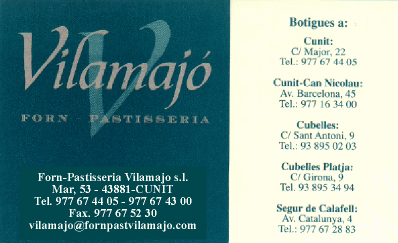 Vilamajó
FORN - PASTISSERIA
Forn-Pastisseria Vilamajo s.l.
Mar, 53 - 43881-CUNIT
Tel. 977 67 44 05 - 977 67 43 00
Fax. 977 67 52 30
vilamajo@fornpastvilamajo.com
Botigues a:
Cunit:
C/ Major, 22
Tel.: 977 67 44 05
Cunit-Can Nicolau:
Av. Barcelona, 45
Tel.: 977 16 34 00
Cubelles:
C/ Sant Antoni, 9
Tel.: 93 895 02 03
Cubelles Platja:
C/ Girona, 9
Tel. 93 895 34 94
Segur de Calafell:
Av. Catalunya, 4
Tel.: 977 67 28 83